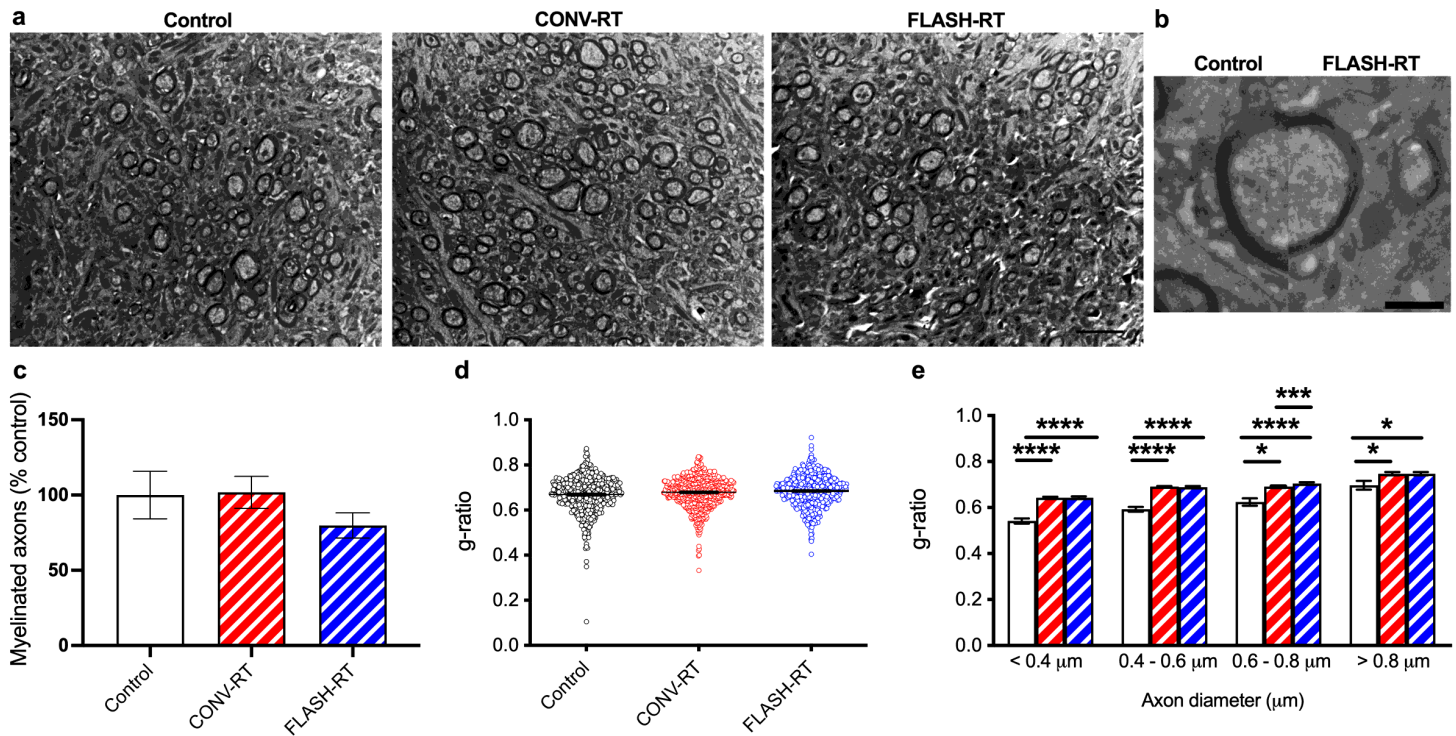 a
Control
CONV-RT
FLASH-RT
b
Control
FLASH-RT
c
Myelinated axons (% control)
150
100
50
0
Control
CONV-RT
FLASH-RT
d
g-ratio
1.0
0.8
0.6
0.4
0.2
0.0
Control
CONV-RT
FLASH-RT
e
g-ratio
1.0
0.8
0.6
0.4
0.2
0.0
****
****
****
****
***
****
*
*
*
< 0.4 μm
0.4 - 0.6 μm
0.6 - 0.8 μm
> 0.8 μm
Axon diameter (μm)